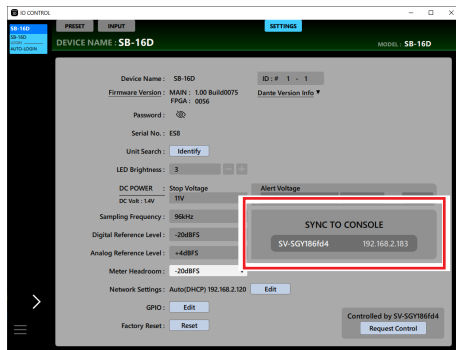 IO CONTROL
SB-16D
SB-16D
AUTO-LOGIN
PRESET INPUT SETTINGS
DEVICE NAME : SB-16D MODEL : SB-16D
Device Name : SB-16D ID : # 1 - 1
Firmware Version : MAIN : 1.00 Build0075 Dante Version Info ▼
FPGA : 0056
Password :
Serial No. : ES8
Unit Search : Identify
LED Brightness : 3 - +
DC POWER : Stop Voltage Alert Voltage
DC Volt : 1.4V 11V
Sampling Frequency : 96kHz
SYNC TO CONSOLE
Digital Reference Level : -20dBFS
SV-SGY186fd4 192.168.2.183
Analog Reference Level : +4dBFS
Meter Headroom : -20dBFS
Network Settings : Auto(DHCP) 192.168.2.120 Edit
GPIO : Edit
Controlled by SV-SGY186fd4
Factory Reset : Reset Request Control